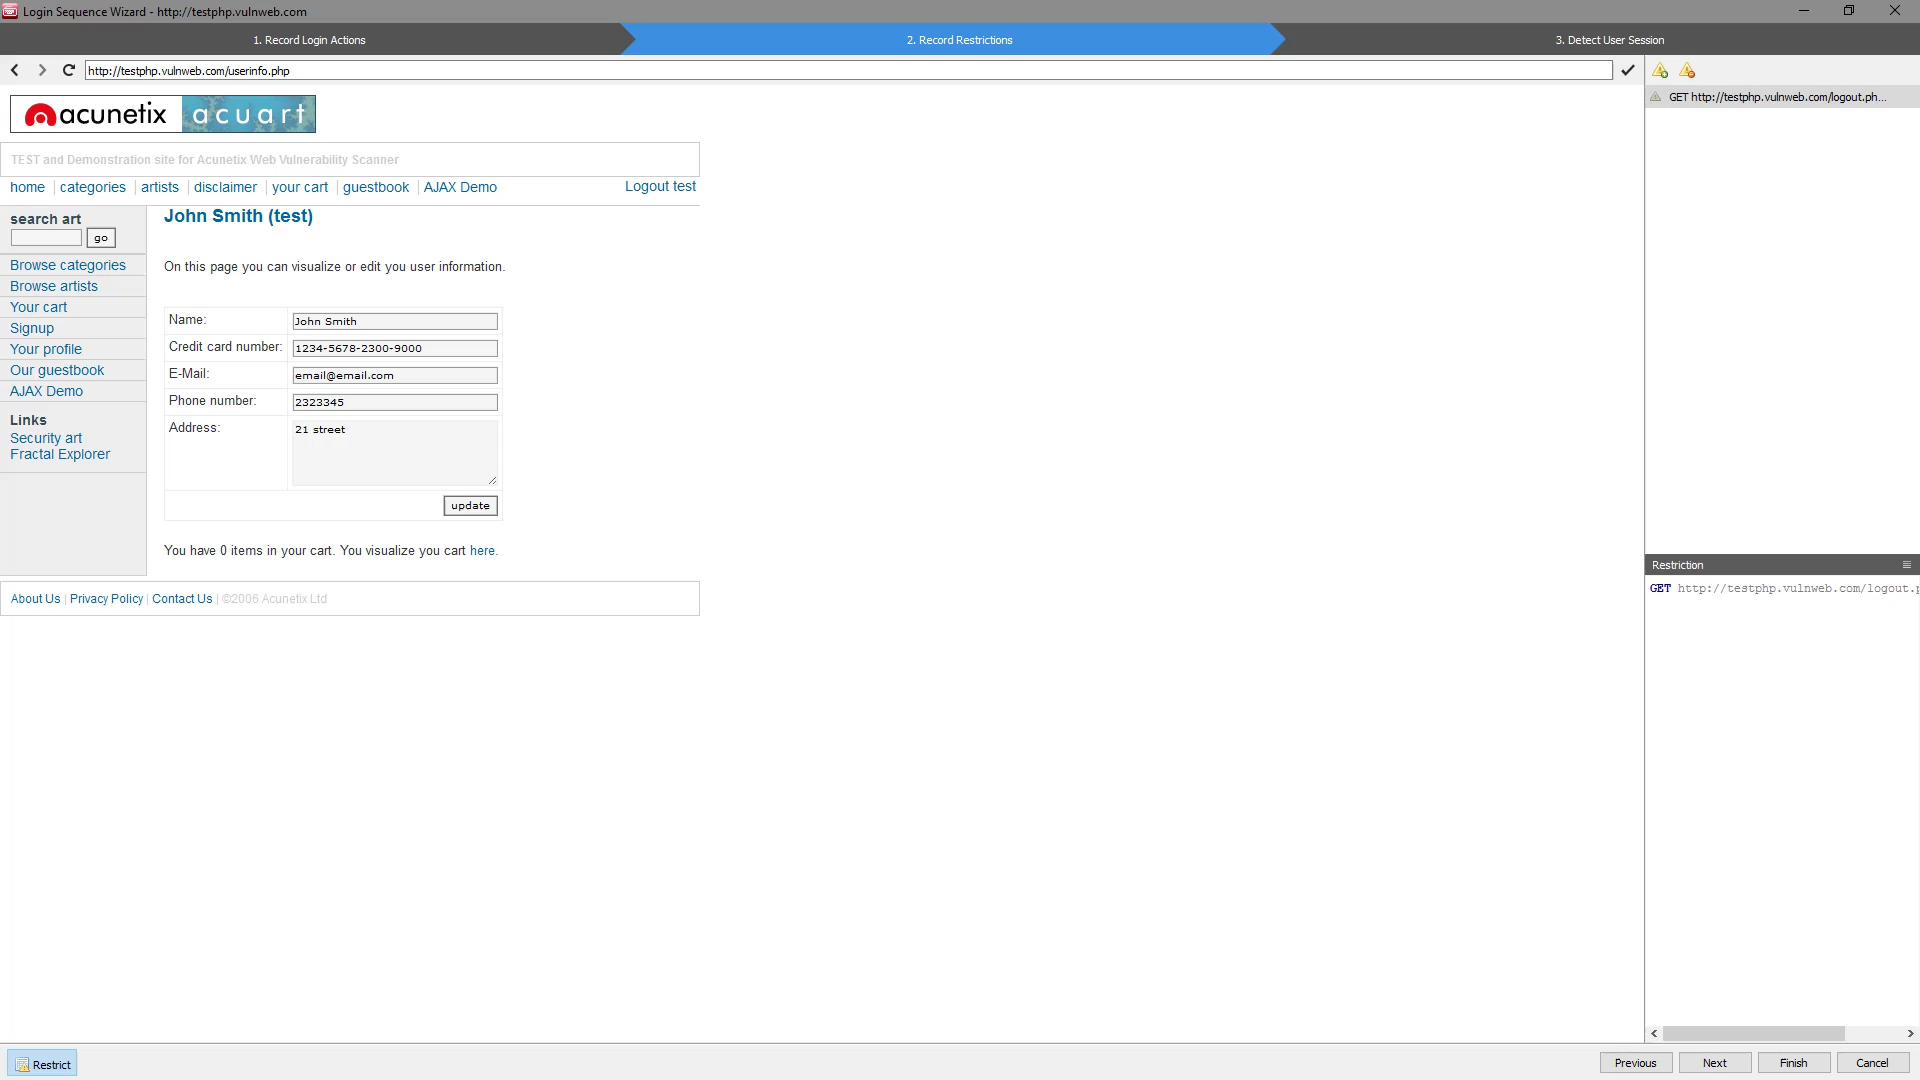 Login Sequence Wizard - http://testphp.vulnweb.com
1. Record Login Actions
2. Record Restrictions
3. Detect User Session
http://testphp.vulnweb.com/userinfo.php
GET http://testphp.vulnweb.com/logout.ph...
acunetix acuart
TEST and Demonstration site for Acunetix Web Vulnerability Scanner
home | categories | artists | disclaimer | your cart | guestbook | AJAX Demo
Logout test
search art
go
Browse categories
Browse artists
Your cart
Signup
Your profile
Our guestbook
AJAX Demo
Links
Security art
Fractal Explorer
John Smith (test)
On this page you can visualize or edit you user information.
Name: John Smith
Credit card number: 1234-5678-2300-9000
E-Mail: email@email.com
Phone number: 2323345
Address: 21 street
update
You have 0 items in your cart. You visualize you cart here.
About Us | Privacy Policy | Contact Us | ©2006 Acunetix Ltd
Restriction
GET http://testphp.vulnweb.com/logout.p
Restrict
Previous
Next
Finish
Cancel